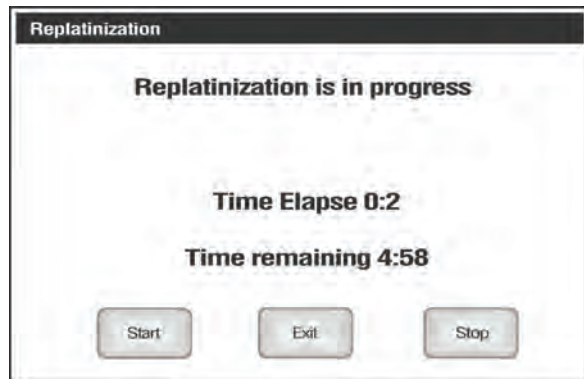 Replatinization
Replatinization is in progress
Time Elapse 0:2
Time remaining 4:58
Start Exit Stop